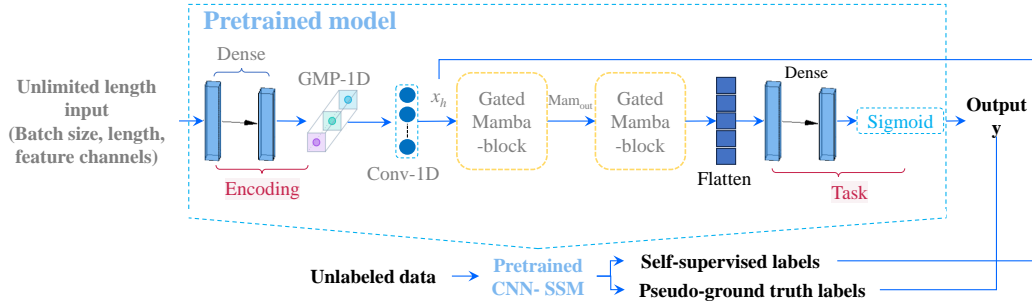 Pretrained model
Dense
GMP-1D
Unlimited length
input
(Batch size, length,
feature channels)
x_h
Gated
Mamba
-block
Mam_out
Gated
Mamba
-block
Dense
Sigmoid
Output
y
Conv-1D
Flatten
Encoding
Task
Unlabeled data
Pretrained
CNN- SSM
Self-supervised labels
Pseudo-ground truth labels